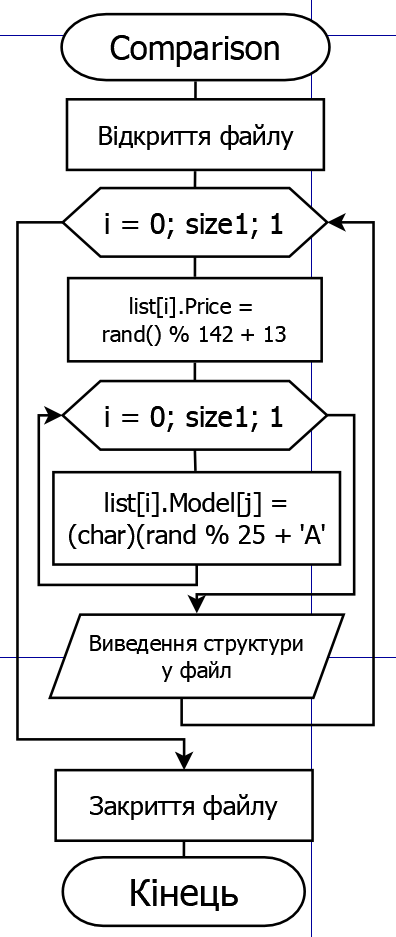 Comparison
Відкриття файлу
i = 0; size1; 1
list[i].Price =
rand() % 142 + 13
i = 0; size1; 1
list[i].Model[j] =
(char)(rand % 25 + 'A'
Виведення структури
у файл
Закриття файлу
Кінець